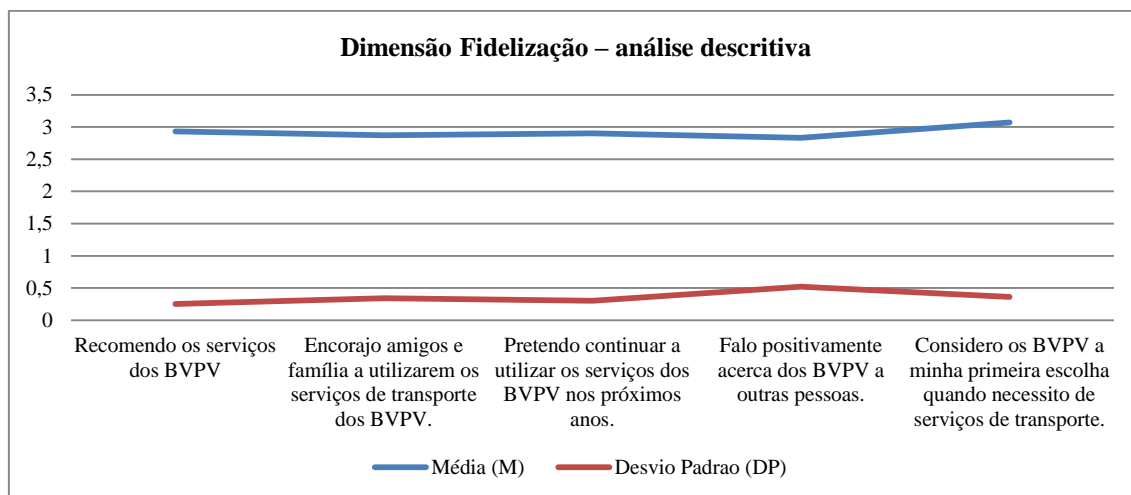 Dimensão Fidelização – análise descritiva
3,5
3
2,5
2
1,5
1
0,5
0
Recomendo os serviços
dos BVPV
Encorajo amigos e
família a utilizarem os
serviços de transporte
dos BVPV.
Pretendo continuar a
utilizar os serviços dos
BVPV nos próximos
anos.
Falo positivamente
acerca dos BVPV a
outras pessoas.
Considero os BVPV a
minha primeira escolha
quando necessito de
serviços de transporte.
Média (M)
Desvio Padrao (DP)